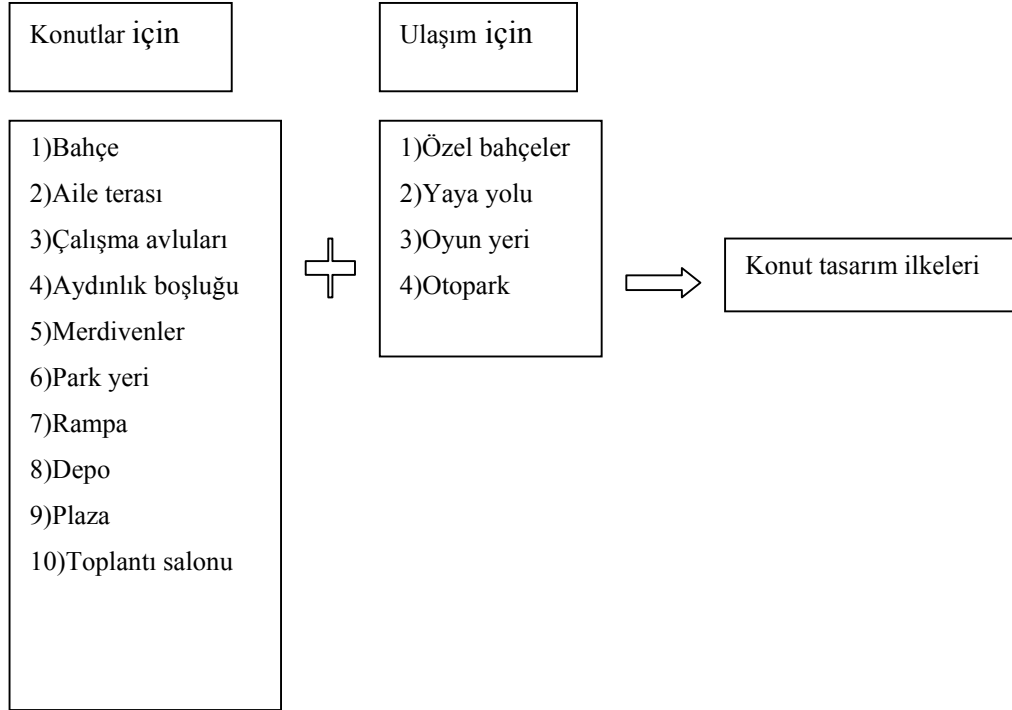 Konutlar için
Ulaşım için
1)Bahçe
2)Aile terası
3)Çalışma avluları
4)Aydınlık boşluğu
5)Merdivenler
6)Park yeri
7)Rampa
8)Depo
9)Plaza
10)Toplantı salonu
1)Özel bahçeler
2)Yaya yolu
3)Oyun yeri
4)Otopark
Konut tasarım ilkeleri